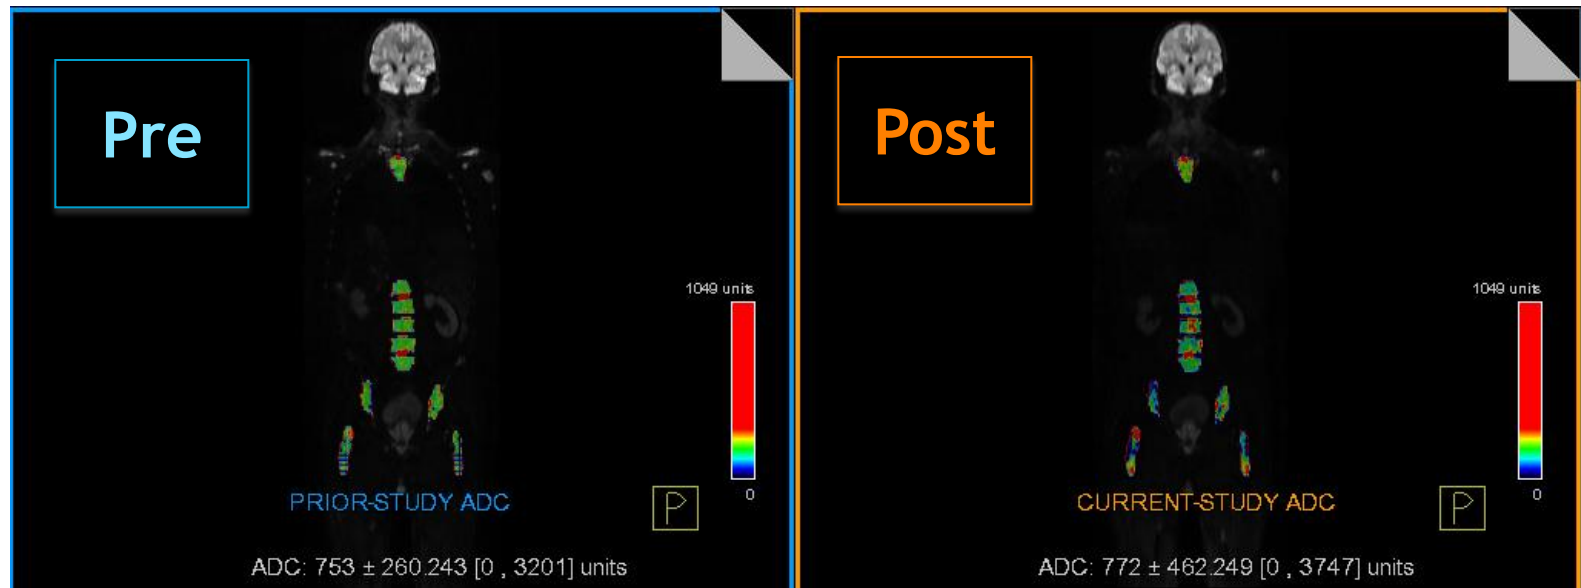 Pre
1049 units
0
PRIOR-STUDY ADC
P
ADC: 753 ± 260.243 [0 , 3201] units
Post
1049 units
0
CURRENT-STUDY ADC
P
ADC: 772 ± 462.249 [0 , 3747] units